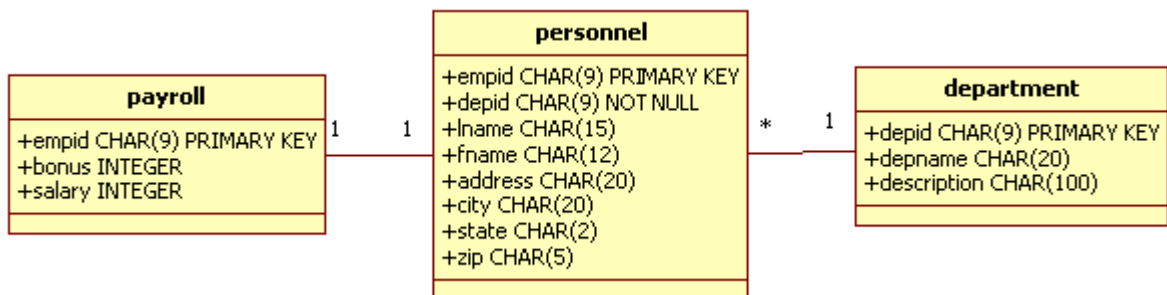 payroll
+empid CHAR(9) PRIMARY KEY
+bonus INTEGER
+salary INTEGER
1
1
personnel
+empid CHAR(9) PRIMARY KEY
+depid CHAR(9) NOT NULL
+lname CHAR(15)
+fname CHAR(12)
+address CHAR(20)
+city CHAR(20)
+state CHAR(2)
+zip CHAR(5)
*
1
department
+depid CHAR(9) PRIMARY KEY
+depname CHAR(20)
+description CHAR(100)